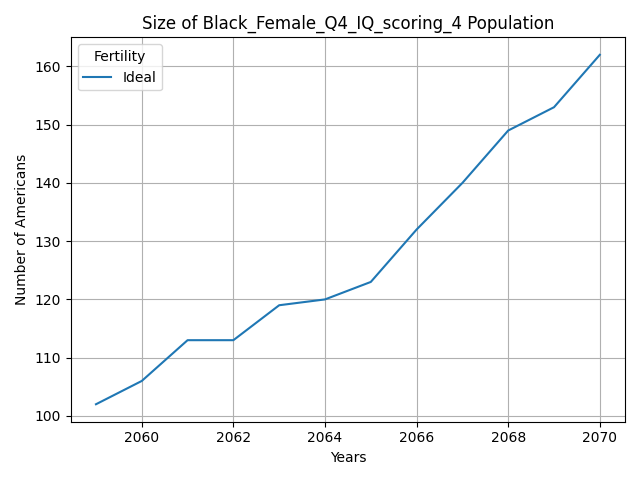 Size of Black_Female_Q4_IQ_scoring_4 Population
Fertility
Ideal
Number of Americans
160
150
140
130
120
110
100
2060 2062 2064 2066 2068 2070
Years